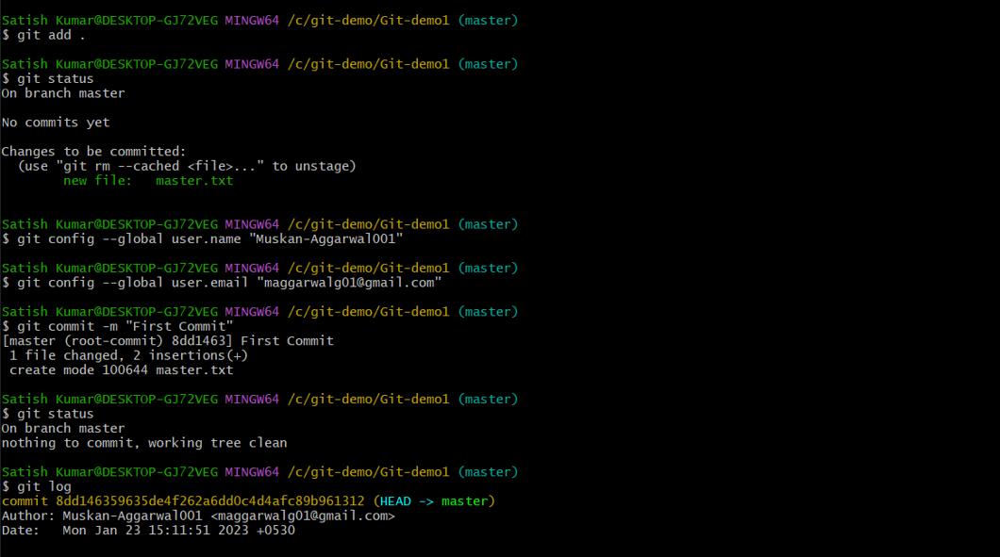 Satish Kumar@DESKTOP-GJ72VEG MINGW64 /c/git-demo/Git-demo1 (master)
$ git add .
Satish Kumar@DESKTOP-GJ72VEG MINGW64 /c/git-demo/Git-demo1 (master)
$ git status
On branch master
No commits yet
Changes to be committed:
  (use "git rm --cached <file>..." to unstage)
        new file:   master.txt
Satish Kumar@DESKTOP-GJ72VEG MINGW64 /c/git-demo/Git-demo1 (master)
$ git config --global user.name "Muskan-Aggarwal001"
Satish Kumar@DESKTOP-GJ72VEG MINGW64 /c/git-demo/Git-demo1 (master)
$ git config --global user.email "maggarwalg01@gmail.com"
Satish Kumar@DESKTOP-GJ72VEG MINGW64 /c/git-demo/Git-demo1 (master)
$ git commit -m "First Commit"
[master (root-commit) 8dd1463] First Commit
 1 file changed, 2 insertions(+)
 create mode 100644 master.txt
Satish Kumar@DESKTOP-GJ72VEG MINGW64 /c/git-demo/Git-demo1 (master)
$ git status
On branch master
nothing to commit, working tree clean
Satish Kumar@DESKTOP-GJ72VEG MINGW64 /c/git-demo/Git-demo1 (master)
$ git log
commit 8dd146359635de4f262a6dd0c4d4afc89b961312 (HEAD -> master)
Author: Muskan-Aggarwal001 <maggarwalg01@gmail.com>
Date:   Mon Jan 23 15:11:51 2023 +0530